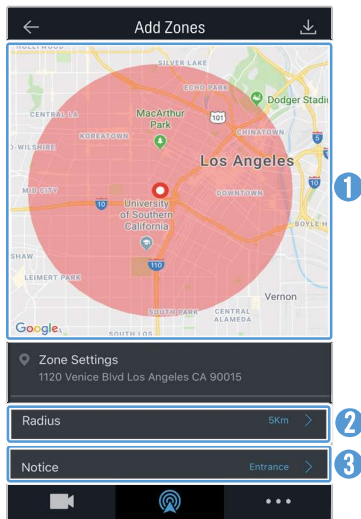 Add Zones
HOLLYWOOD
SILVER LAKE
ECHO PARK
Dodger Stadi
CENTRAL LA
MacArthur
Park
101
KOREATOWN
CHINATOWN
5
O-WILSHIRE
Los Angeles
10
1
MID CITY
DOWNTOWN
10
University
of Southern
California
BOYLE H
SHAW
110
LEIMERT PARK
Vernon
SOUTH PARK
CENTRAL
ALAMEDA
Google
SOUTH LOS
Zone Settings
1120 Venice Blvd Los Angeles CA 90015
Radius 5Km 2
Notice Entrance 3